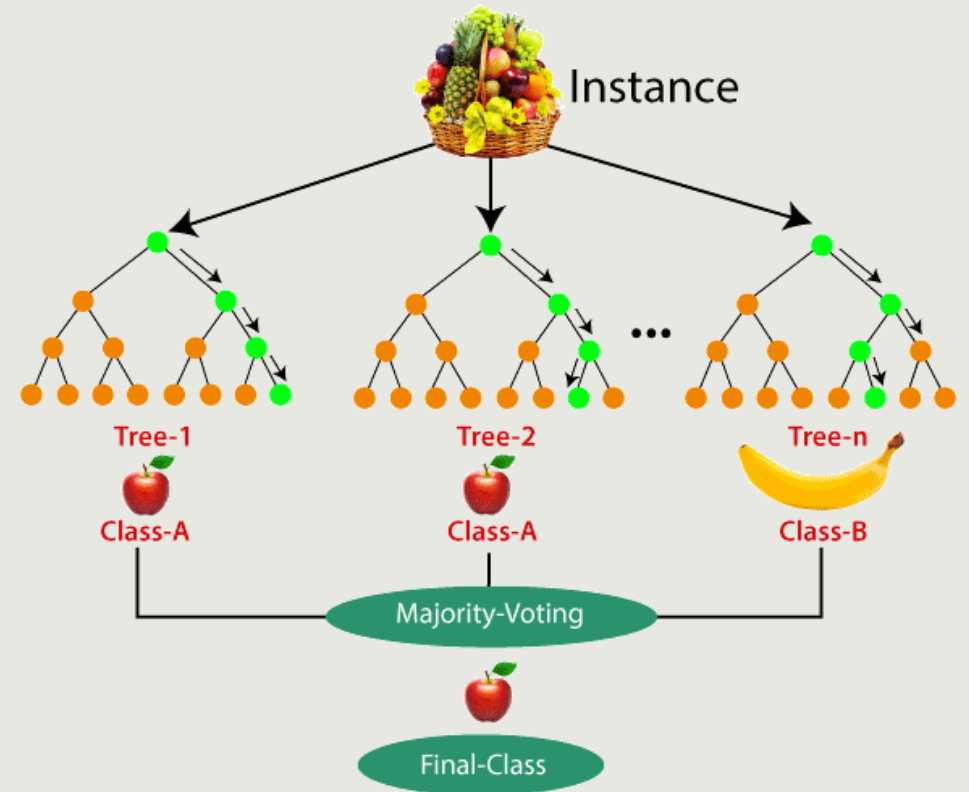 Instance
Tree-1
Tree-2
Tree-n
Class-A
Class-A
Class-B
Majority-Voting
Final-Class